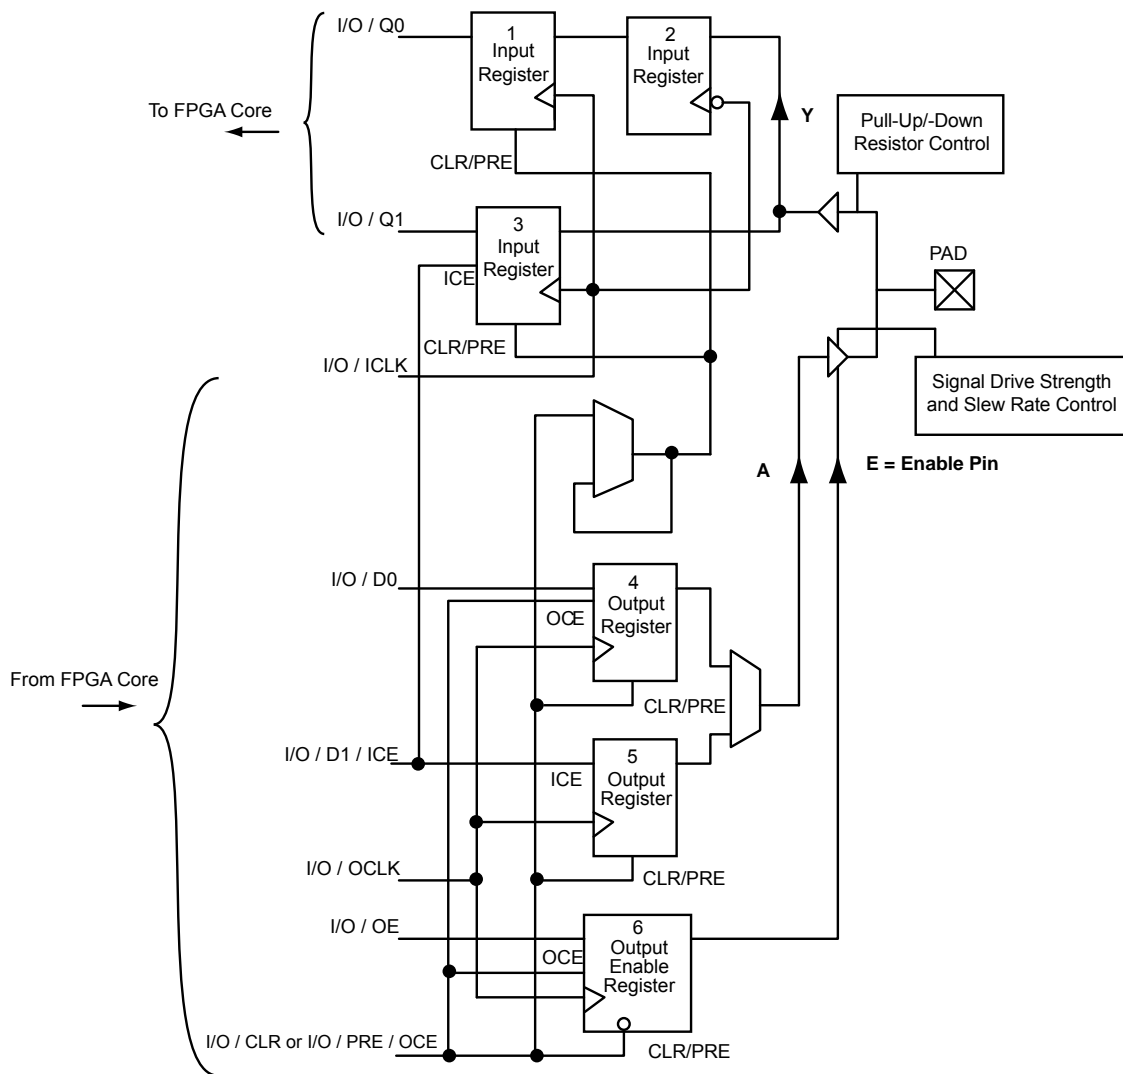 I/O / Q0
1
Input
Register
2
Input
Register
To FPGA Core
Y
Pull-Up/-Down
Resistor Control
CLR/PRE
I/O / Q1
3
Input
Register
ICE
PAD
CLR/PRE
I/O / ICLK
Signal Drive Strength
and Slew Rate Control
A
E = Enable Pin
I/O / D0
4
Output
Register
OCE
From FPGA Core
CLR/PRE
I/O / D1 / ICE
5
Output
Register
ICE
I/O / OCLK
CLR/PRE
I/O / OE
6
Output
Enable
Register
OCE
I/O / CLR or I/O / PRE / OCE
CLR/PRE